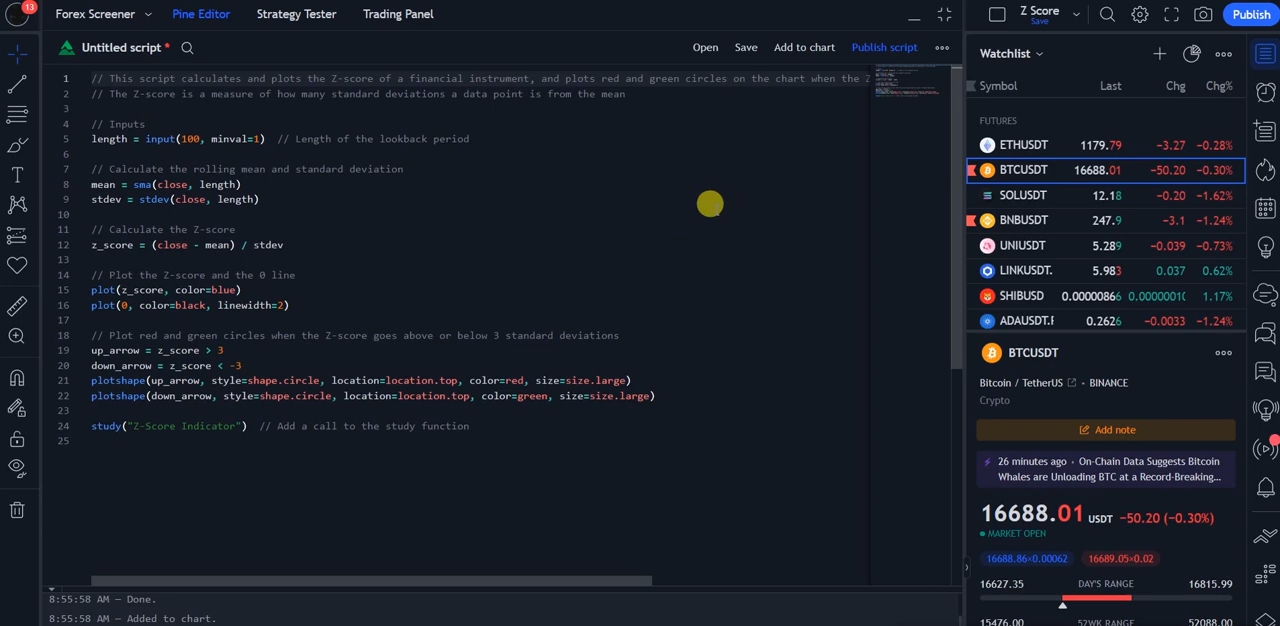 13
Forex Screener
Pine Editor
Strategy Tester
Trading Panel
Z Score
Save
Publish
Untitled script *
Open
Save
Add to chart
Publish script
1 // This script calculates and plots the Z-score of a financial instrument, and plots red and green circles on the chart when the Z
2 // The Z-score is a measure of how many standard deviations a data point is from the mean
3
4 // Inputs
5 length = input(100, minval=1)  // Length of the lookback period
6
7 // Calculate the rolling mean and standard deviation
8 mean = sma(close, length)
9 stdev = stdev(close, length)
10
11 // Calculate the Z-score
12 z_score = (close - mean) / stdev
13
14 // Plot the Z-score and the 0 line
15 plot(z_score, color=blue)
16 plot(0, color=black, linewidth=2)
17
18 // Plot red and green circles when the Z-score goes above or below 3 standard deviations
19 up_arrow = z_score > 3
20 down_arrow = z_score < -3
21 plotshape(up_arrow, style=shape.circle, location=location.top, color=red, size=size.large)
22 plotshape(down_arrow, style=shape.circle, location=location.top, color=green, size=size.large)
23
24 study("Z-Score Indicator")  // Add a call to the study function
25
8:55:58 AM — Done.
8:55:58 AM — Added to chart.
Watchlist
Symbol Last Chg Chg%
FUTURES
ETHUSDT 1179.79 −3.27 −0.28%
BTCUSDT 16688.01 −50.20 −0.30%
SOLUSDT 12.18 −0.20 −1.62%
BNBUSDT 247.9 −3.1 −1.24%
UNIUSDT 5.289 −0.039 −0.73%
LINKUSDT. 5.983 0.037 0.62%
SHIBUSD 0.00000866 0.0000001( 1.17%
ADAUSDT.F 0.2626 −0.0033 −1.24%
BTCUSDT
Bitcoin / TetherUS • BINANCE
Crypto
Add note
26 minutes ago • On-Chain Data Suggests Bitcoin
Whales are Unloading BTC at a Record-Breaking...
16688.01 USDT −50.20 (−0.30%)
MARKET OPEN
16688.86×0.00062 16689.05×0.02
16627.35 DAY'S RANGE 16815.99
15476.00 52WK RANGE 52088.00